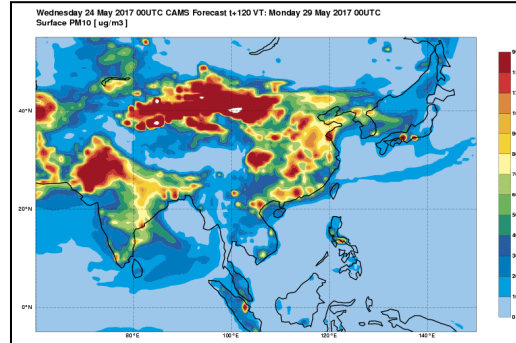 Wednesday 24 May 2017 00UTC CAMS Forecast t+120 VT: Monday 29 May 2017 00UTC
Surface PM10 [ ug/m3 ]
40°N
20°N
0°N
80°E
100°E
120°E
140°E